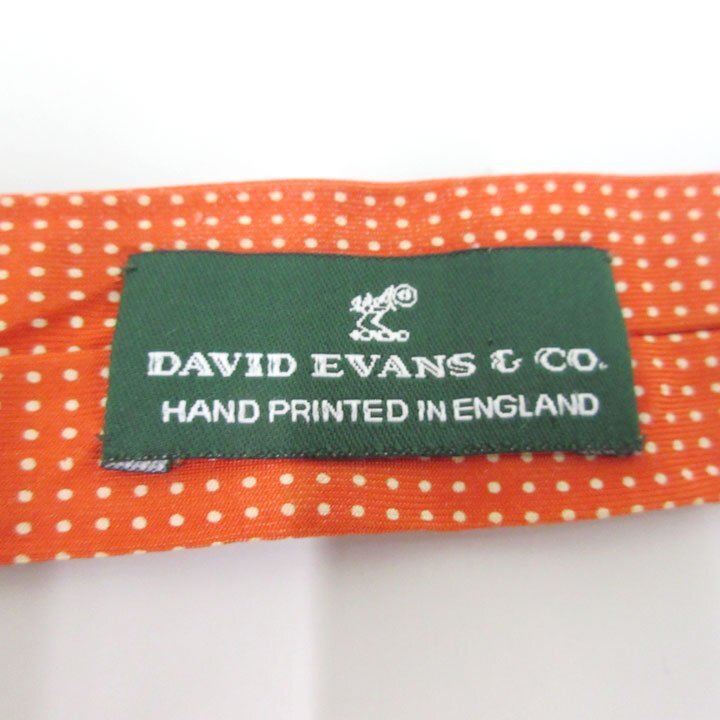 DAVID EVANS & CO.
HAND PRINTED IN ENGLAND